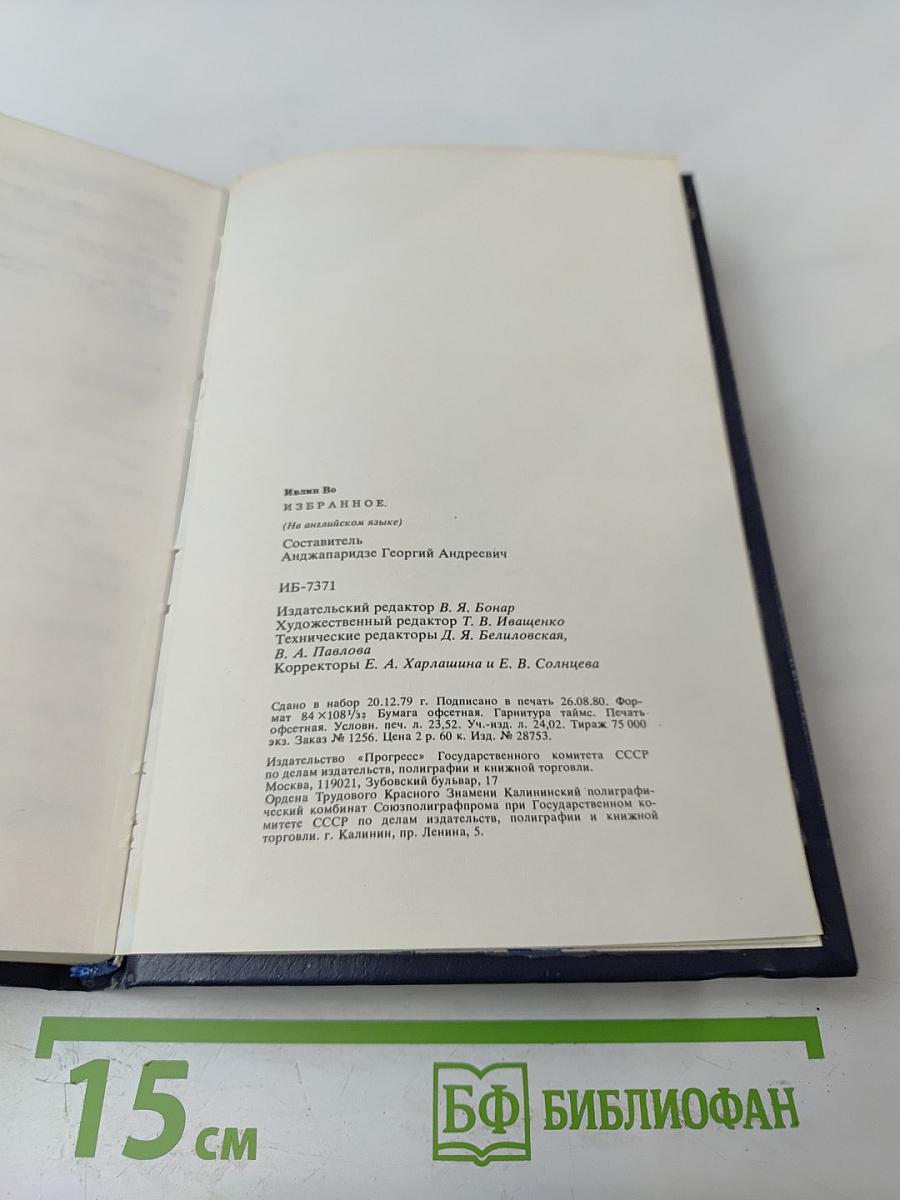 Ивлин Во
ИЗБРАННОЕ.
(На английском языке)
Составитель
Анджапаридзе Георгий Андреевич
ИБ-7371
Издательский редактор В. Я. Бонар
Художественный редактор Т. В. Иващенко
Технические редакторы Д. Я. Белиловская,
В. А. Павлова
Корректоры Е. А. Харлашина и Е. В. Солнцева
Сдано в набор 20.12.79 г. Подписано в печать 26.08.80. Фор-
мат 84×108 1/32 Бумага офсетная. Гарнитура таймс. Печать
офсетная. Условн. печ. л. 23,52. Уч.-изд. л. 24,02. Тираж 75 000
экз. Заказ № 1256. Цена 2 р. 60 к. Изд. № 28753.
Издательство «Прогресс» Государственного комитета СССР
по делам издательств, полиграфии и книжной торговли.
Москва, 119021, Зубовский бульвар, 17
Ордена Трудового Красного Знамени Калининский полиграфи-
ческий комбинат Союзполиграфпрома при Государственном ко-
митете СССР по делам издательств, полиграфии и книжной
торговли. г. Калинин, пр. Ленина, 5.
15 см
БФ БИБЛИОФАН